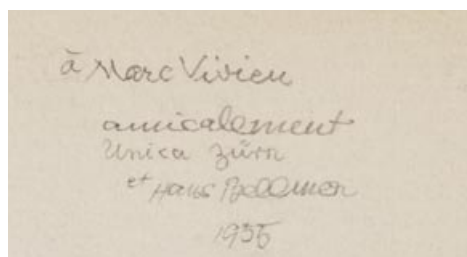 à Marc Vivien
amicalement
Unica Zürn
et Hans Bellmer
1955